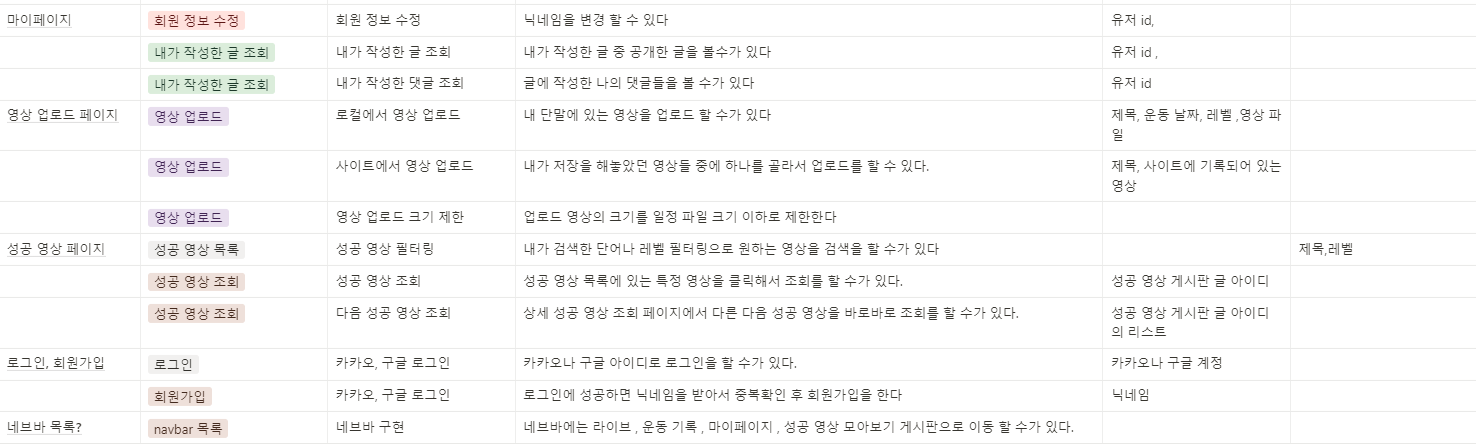 마이페이지 회원 정보 수정 회원 정보 수정 닉네임을 변경 할 수 있다 유저 id,
내가 작성한 글 조회 내가 작성한 글 조회 내가 작성한 글 중 공개한 글을 볼수가 있다 유저 id ,
내가 작성한 글 조회 내가 작성한 댓글 조회 글에 작성한 나의 댓글들을 볼 수가 있다 유저 id
영상 업로드 페이지 영상 업로드 로컬에서 영상 업로드 내 단말에 있는 영상을 업로드 할 수가 있다 제목, 운동 날짜, 레벨 ,영상 파
일
영상 업로드 사이트에서 영상 업로드 내가 저장을 해놓았던 영상들 중에 하나를 골라서 업로드를 할 수 있다. 제목, 사이트에 기록되어 있는
영상
영상 업로드 영상 업로드 크기 제한 업로드 영상의 크기를 일정 파일 크기 이하로 제한한다
성공 영상 페이지 성공 영상 목록 성공 영상 필터링 내가 검색한 단어나 레벨 필터링으로 원하는 영상을 검색을 할 수가 있다 제목,레벨
성공 영상 조회 성공 영상 조회 성공 영상 목록에 있는 특정 영상을 클릭해서 조회를 할 수가 있다. 성공 영상 게시판 글 아이디
성공 영상 조회 다음 성공 영상 조회 상세 성공 영상 조회 페이지에서 다른 다음 성공 영상을 바로바로 조회를 할 수가 있다. 성공 영상 게시판 글 아이디
의 리스트
로그인, 회원가입 로그인 카카오, 구글 로그인 카카오나 구글 아이디로 로그인을 할 수가 있다. 카카오나 구글 계정
회원가입 카카오, 구글 로그인 로그인에 성공하면 닉네임을 받아서 중복확인 후 회원가입을 한다 닉네임
네브바 목록? navbar 목록 네브바 구현 네브바에는 라이브 , 운동 기록 , 마이페이지 , 성공 영상 모아보기 게시판으로 이동 할 수가 있다.